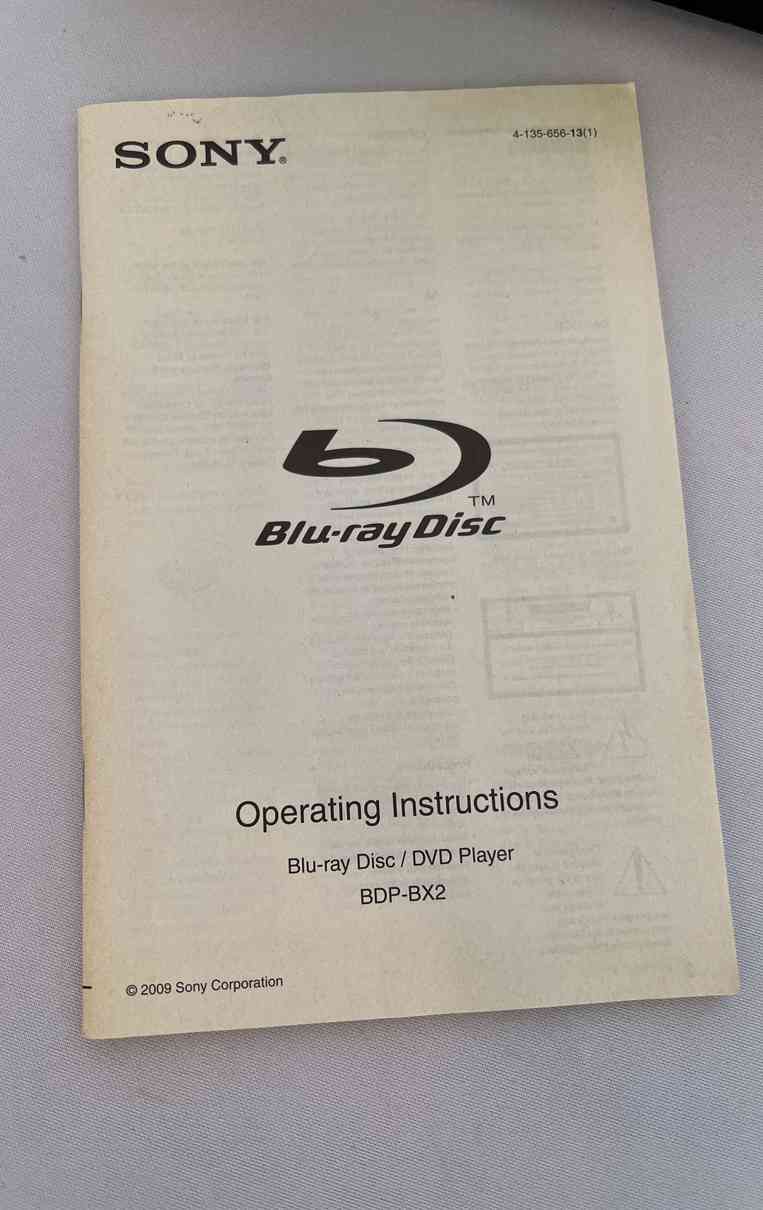 SONY®
4-135-656-13(1)
TM
Blu-ray Disc
Operating Instructions
Blu-ray Disc / DVD Player
BDP-BX2
© 2009 Sony Corporation